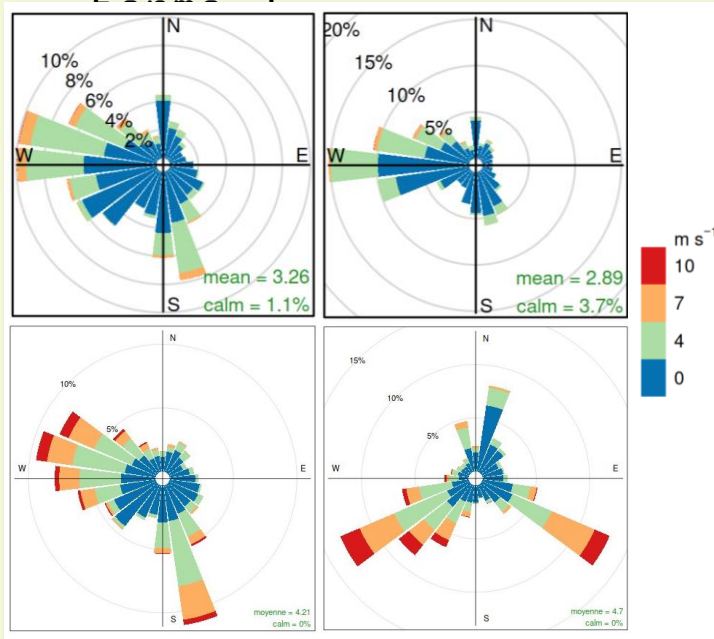 N
10%
8%
6%
4%
2%
W
E
mean = 3.26
calm = 1.1%
S
20%
N
15%
10%
5%
W
E
mean = 2.89
calm = 3.7%
S
m s⁻¹
10
7
4
0
N
10%
5%
W
E
S
moyenne = 4.21
calm = 0%
N
15%
10%
5%
W
E
S
moyenne = 4.7
calm = 0%